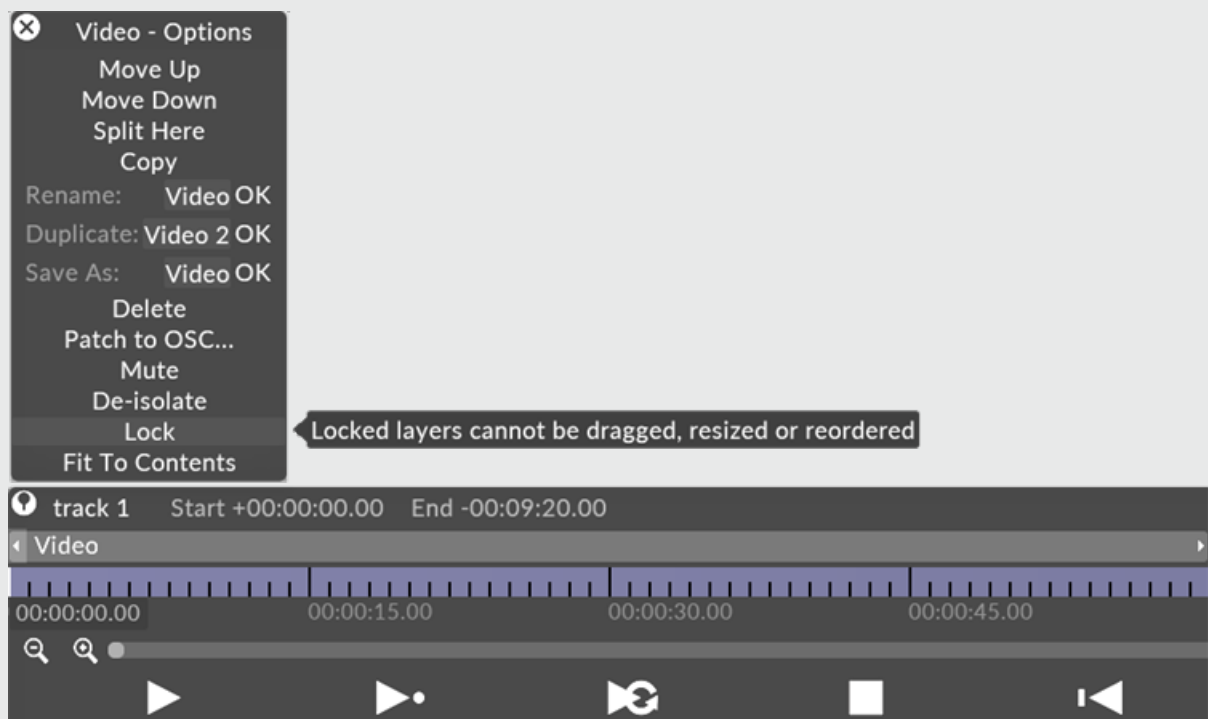 Video - Options
Move Up
Move Down
Split Here
Copy
Rename: Video OK
Duplicate: Video 2 OK
Save As: Video OK
Delete
Patch to OSC...
Mute
De-isolate
Lock
Locked layers cannot be dragged, resized or reordered
Fit To Contents
track 1 Start +00:00:00.00 End -00:09:20.00
Video
00:00:00.00 00:00:15.00 00:00:30.00 00:00:45.00